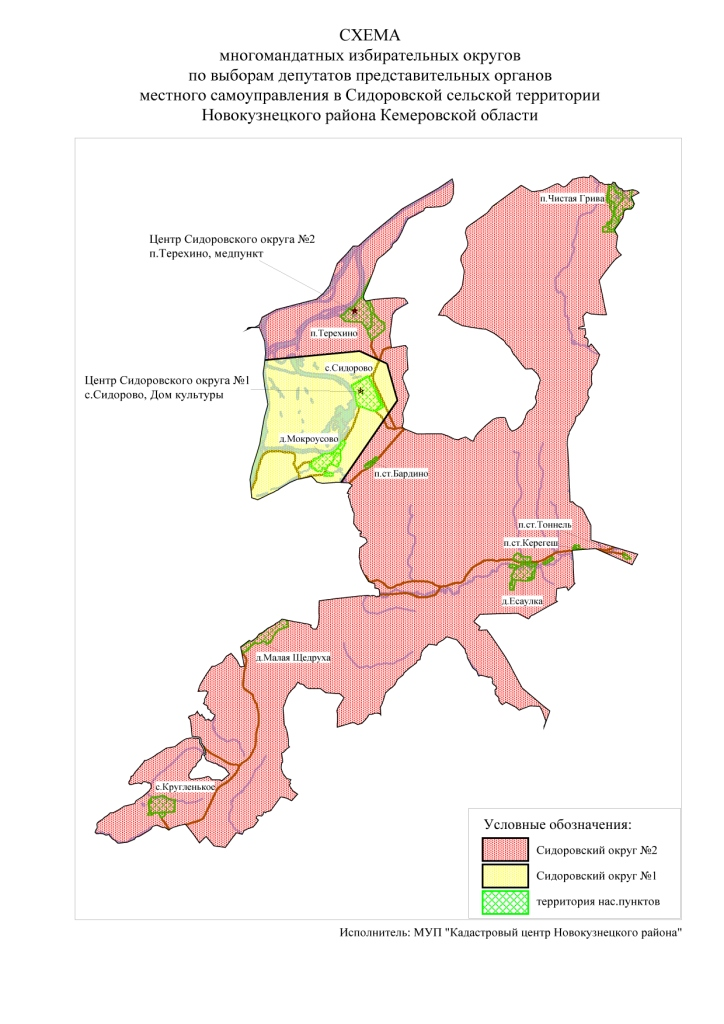 СХЕМА
многомандатных избирательных округов
по выборам депутатов представительных органов
местного самоуправления в Сидоровской сельской территории
Новокузнецкого района Кемеровской области
п.Чистая Грива
Центр Сидоровского округа №2
п.Терехино, медпункт
п.Терехино
с.Сидорово
Центр Сидоровского округа №1
с.Сидорово, Дом культуры
д.Мокроусово
п.ст.Бардино
п.ст.Тоннель
п.ст.Керегеш
д.Есаулка
д.Малая Щедруха
с.Кругленькое
Условные обозначения:
Сидоровский округ №2
Сидоровский округ №1
территория нас.пунктов
Исполнитель: МУП "Кадастровый центр Новокузнецкого района"